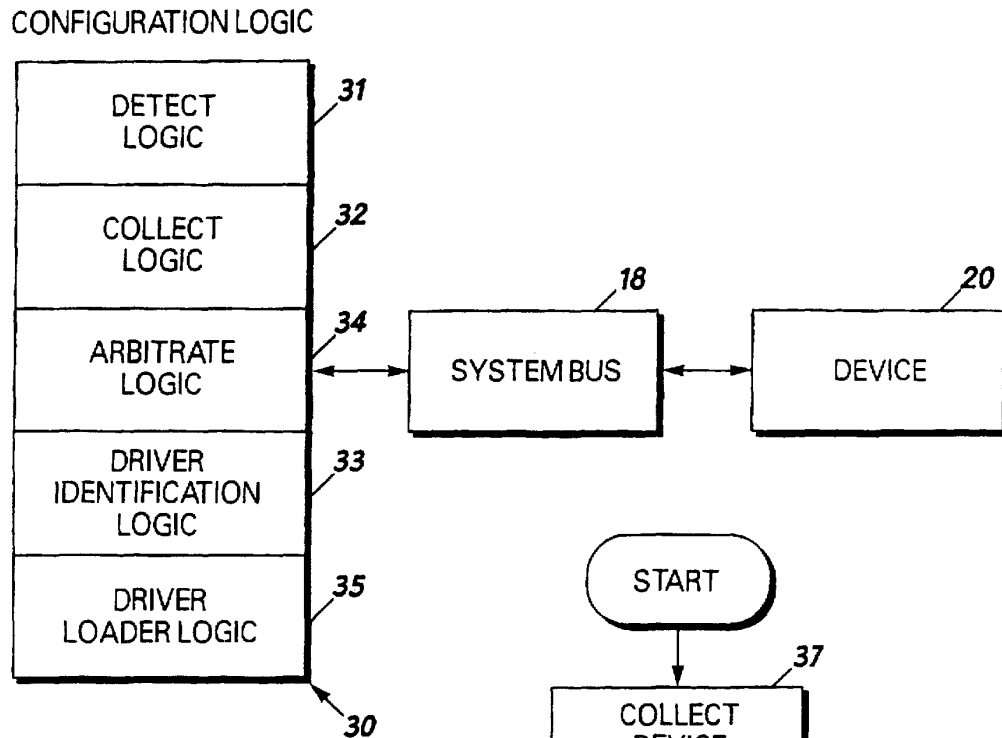 CONFIGURATION LOGIC
DETECT
LOGIC
31
COLLECT
LOGIC
32
ARBITRATE
LOGIC
34
DRIVER
IDENTIFICATION
LOGIC
33
DRIVER
LOADER LOGIC
35
30
18
SYSTEM BUS
20
DEVICE
START
37
COLLECT
DEVICE